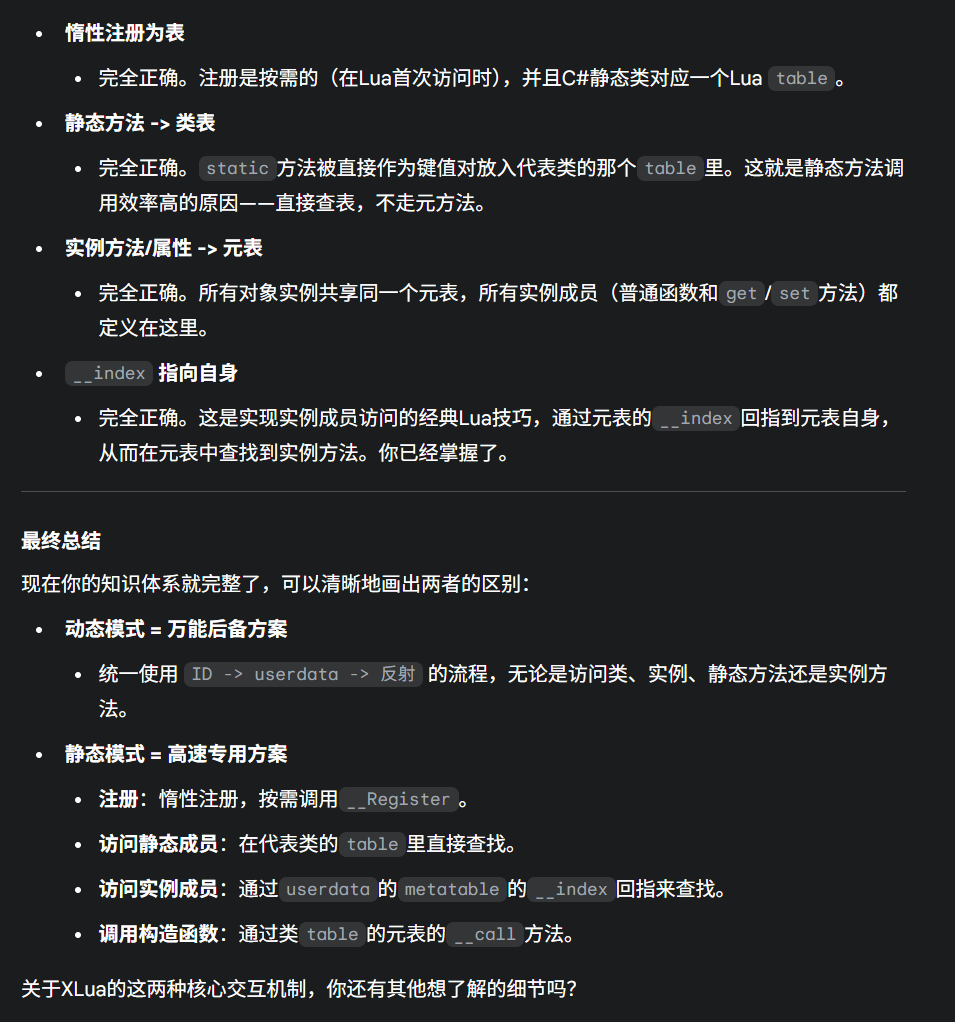 惰性注册为表
完全正确。注册是按需的（在Lua首次访问时），并且C#静态类对应一个Lua table。
静态方法 -> 类表
完全正确。static方法被直接作为键值对放入代表类的那个table里。这就是静态方法调
用效率高的原因——直接查表，不走元方法。
实例方法/属性 -> 元表
完全正确。所有对象实例共享同一个元表，所有实例成员（普通函数和get/set方法）都
定义在这里。
__index 指向自身
完全正确。这是实现实例成员访问的经典Lua技巧，通过元表的__index回指到元表自身，
从而在元表中查找到实例方法。你已经掌握了。
最终总结
现在你的知识体系就完整了，可以清晰地画出两者的区别：
动态模式 = 万能后备方案
统一使用 ID -> userdata -> 反射 的流程，无论是访问类、实例、静态方法还是实例方
法。
静态模式 = 高速专用方案
注册：惰性注册，按需调用__Register。
访问静态成员：在代表类的table里直接查找。
访问实例成员：通过userdata的metatable的__index回指来查找。
调用构造函数：通过类table的元表的__call方法。
关于XLua的这两种核心交互机制，你还有其他想了解的细节吗？